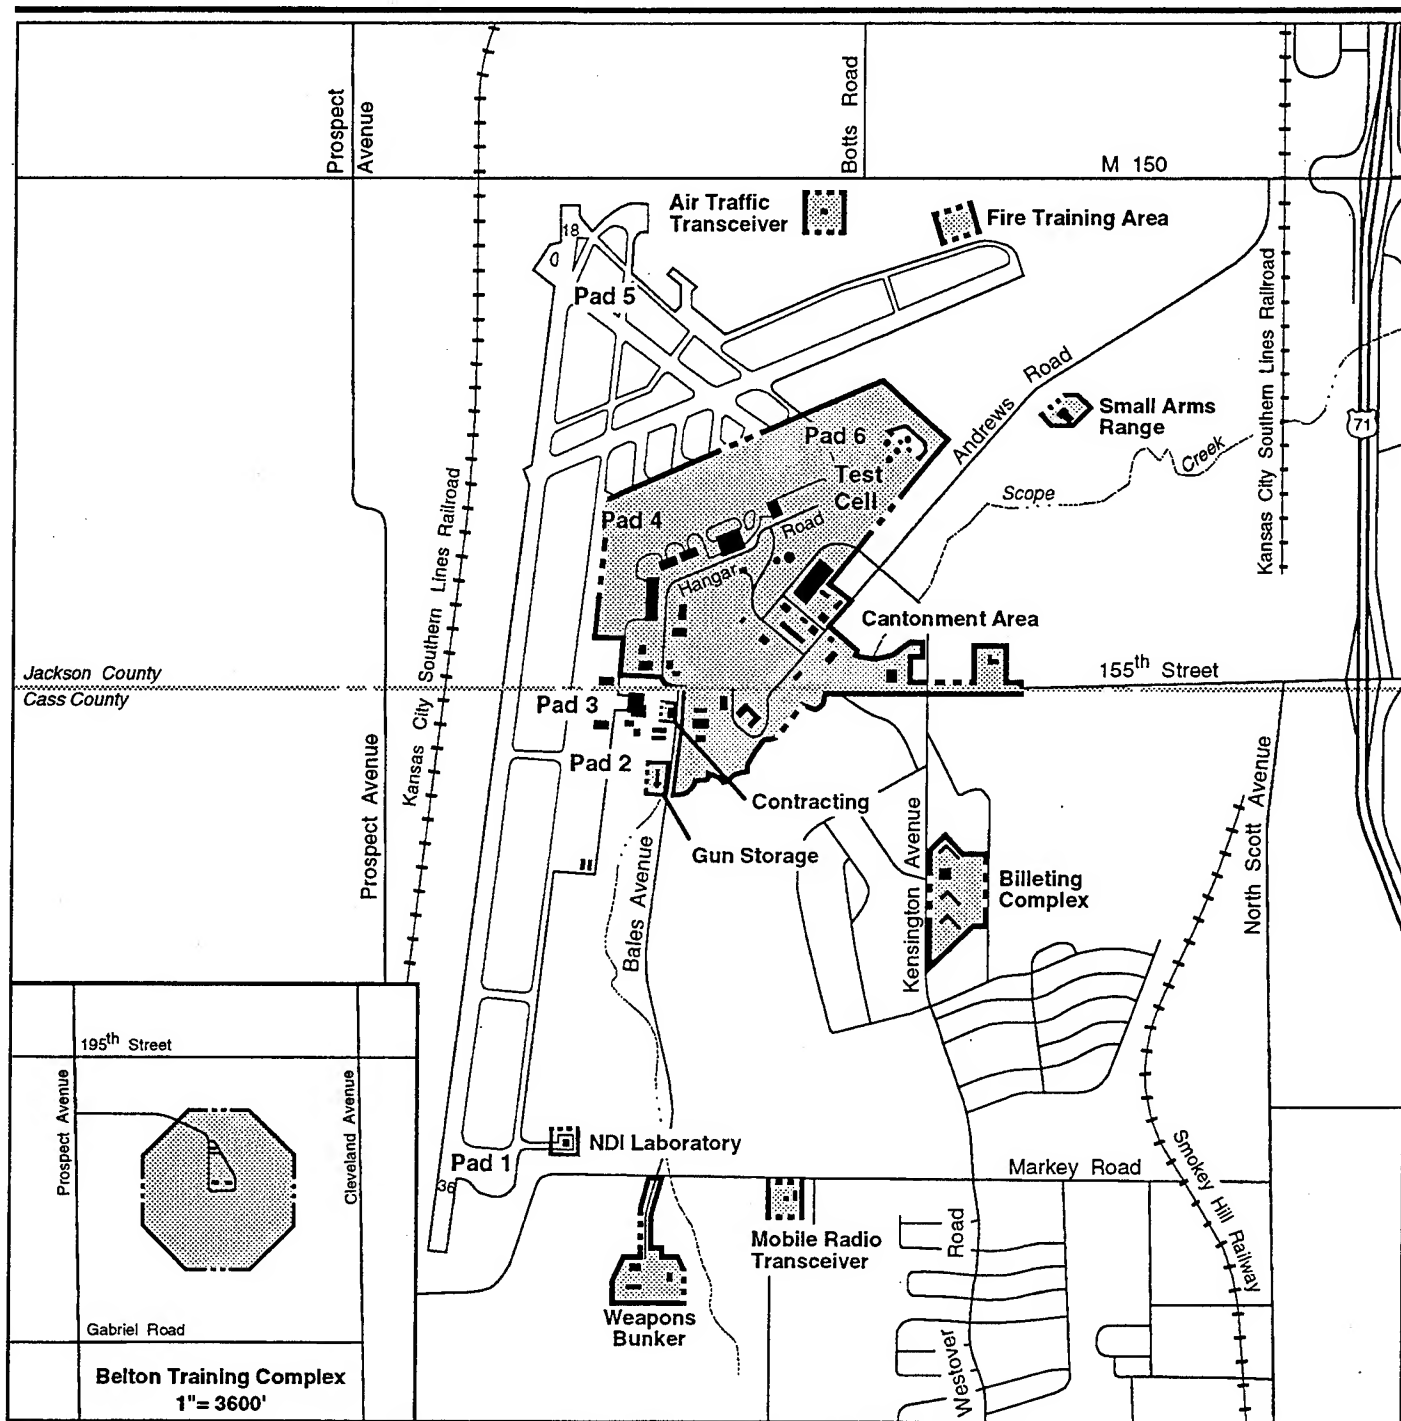 Prospect
Avenue
Botts Road
M 150
Air Traffic
Transceiver
Fire Training Area
18
Pad 5
Kansas City Southern Lines Railroad
Kansas City Southern Lines Railroad
Andrews Road
Small Arms
Range
71
Scope Creek
Pad 6
Test
Cell
Pad 4
Hangar Road
Cantonment Area
Jackson County
Cass County
155th Street
Pad 3
Pad 2
Contracting
Gun Storage
Prospect Avenue
Bales Avenue
Kensington Avenue
Billeting
Complex
North Scott Avenue
195th Street
Prospect Avenue
Cleveland Avenue
Gabriel Road
Belton Training Complex
1"= 3600'
NDI Laboratory
Pad 1
36
Markey Road
Smokey Hill Railway
Mobile Radio
Transceiver
Westover Road
Weapons
Bunker